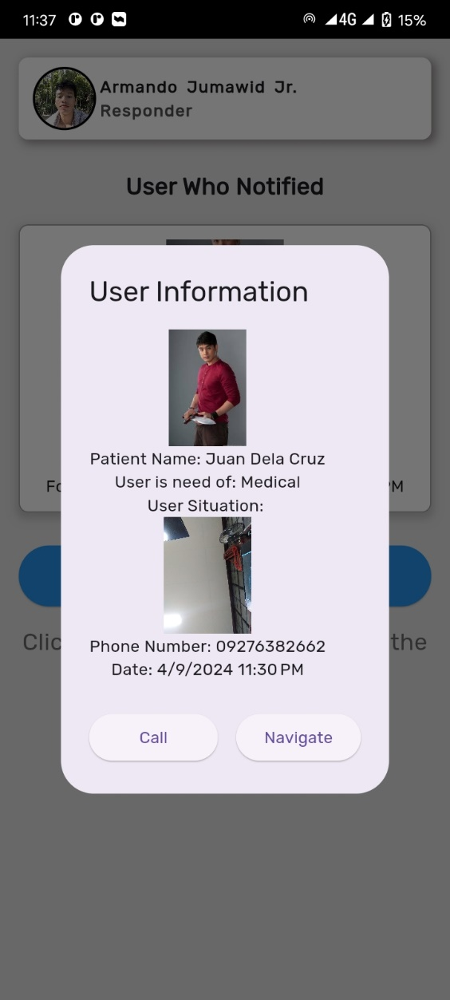 11:37
4G
15%
Armando Jumawid Jr.
Responder
User Who Notified
User Information
Patient Name: Juan Dela Cruz
User is need of: Medical
User Situation:
Fo
PM
Phone Number: 09276382662
Clic
the
Date: 4/9/2024 11:30 PM
Call
Navigate